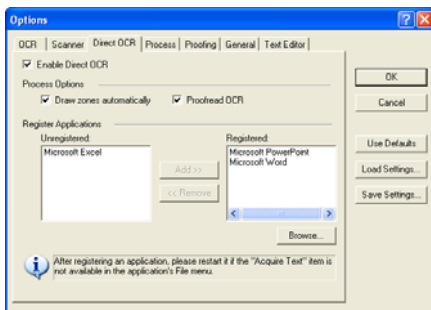 Options
OCR Scanner Direct OCR Process Proofing General Text Editor
Enable Direct OCR
Process Options
Draw zones automatically Proofread OCR
Register Applications
Unregistered:
Microsoft Excel
Add >>
<< Remove
Registered:
Microsoft PowerPoint
Microsoft Word
Browse...
After registering an application, please restart it if the "Acquire Text" item is
not available in the application's File menu.
OK
Cancel
Use Defaults
Load Settings...
Save Settings...